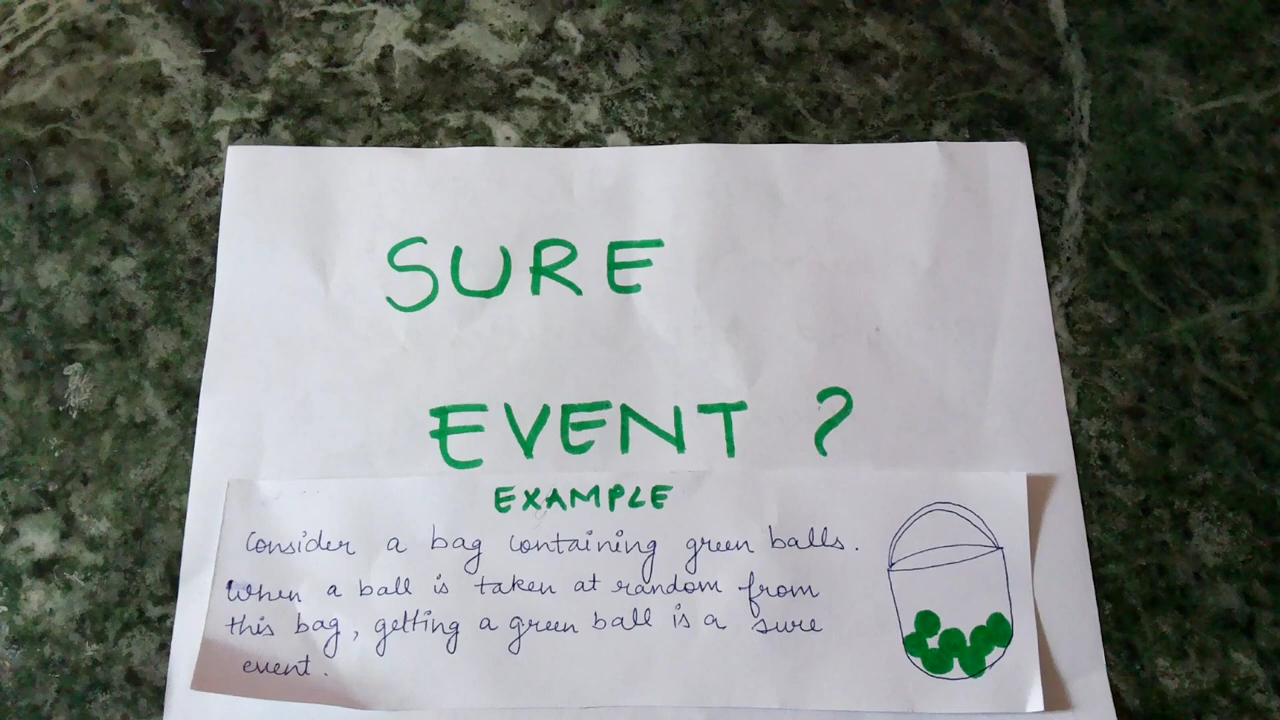 SURE
EVENT ?
EXAMPLE
Consider a bag containing green balls.
When a ball is taken at random from
this bag, getting a green ball is a sure
event.